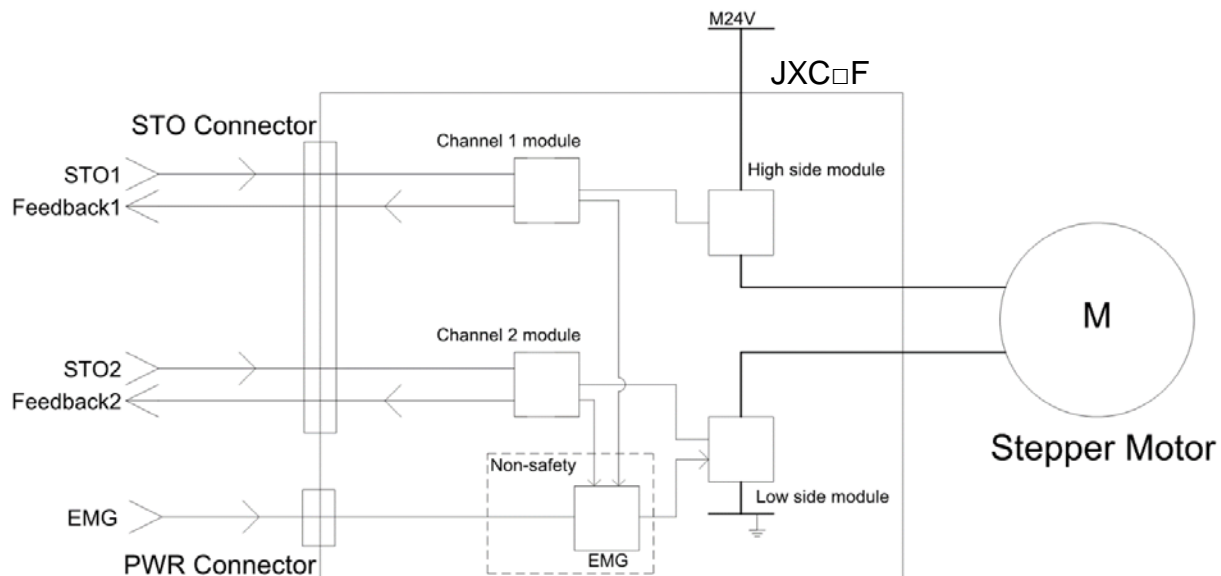 M24V
JXC□F
STO Connector
Channel 1 module
STO1
High side module
Feedback1
M
Channel 2 module
STO2
Feedback2
Stepper Motor
Non-safety
Low side module
EMG
EMG
PWR Connector